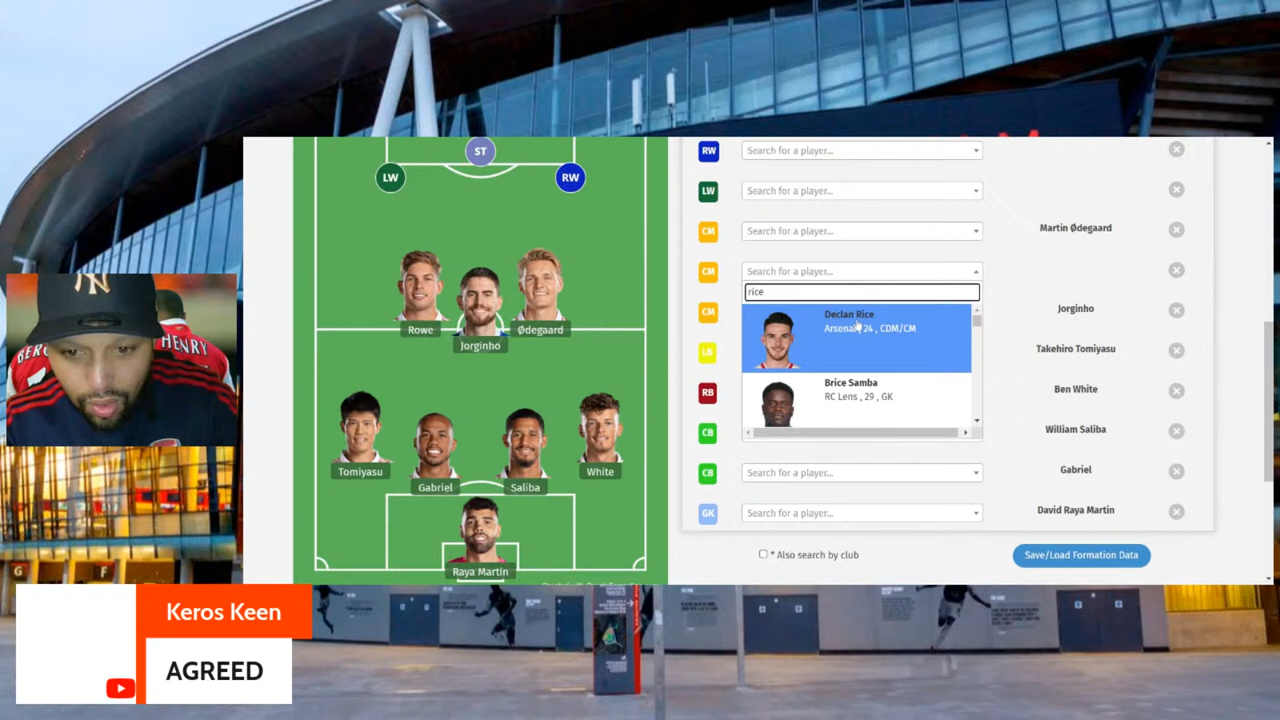 ST
LW
RW
Rowe
Jorginho
Ødegaard
Tomiyasu
Gabriel
Saliba
White
Raya Martin
RW
Search for a player...
LW
Search for a player...
CM
Search for a player...
Martin Ødegaard
CM
Search for a player...
rice
Declan Rice
Arsenal, 24 , CDM/CM
Brice Samba
RC Lens , 29 , GK
CM
Jorginho
LB
Takehiro Tomiyasu
RB
Ben White
CB
William Saliba
CB
Search for a player...
Gabriel
GK
Search for a player...
David Raya Martin
* Also search by club
Save/Load Formation Data
HENRY
G
F
Keros Keen
AGREED